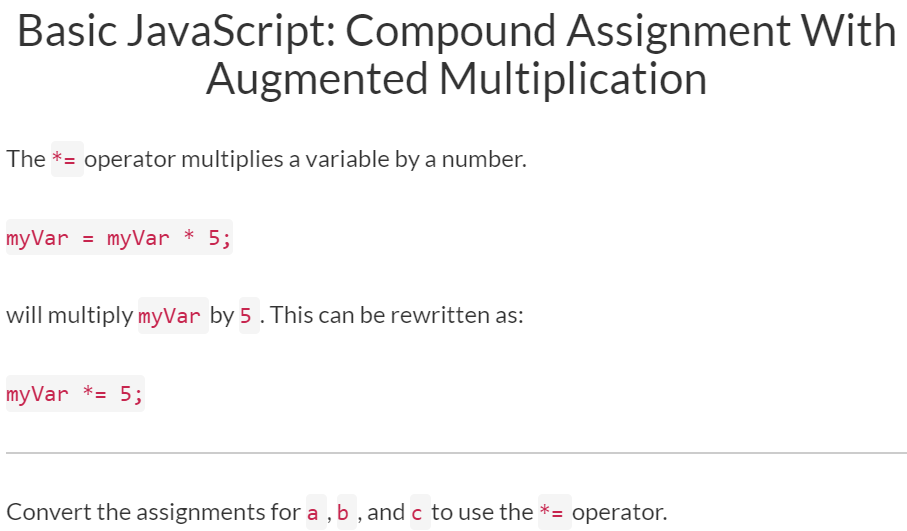 Basic JavaScript: Compound Assignment With
Augmented Multiplication
The *= operator multiplies a variable by a number.
myVar = myVar * 5;
will multiply myVar by 5 . This can be rewritten as:
myVar *= 5;
Convert the assignments for a , b , and c to use the *= operator.